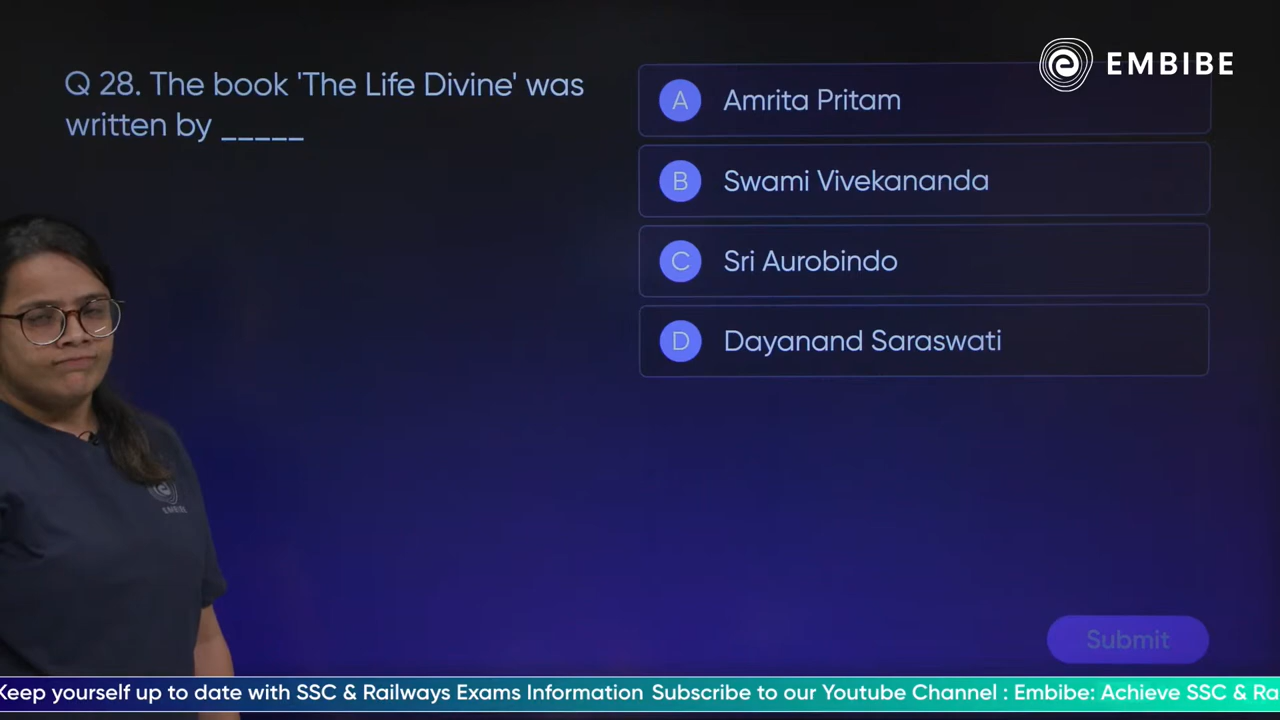 EMBIBE
Q 28. The book 'The Life Divine' was
written by _____
A Amrita Pritam
B Swami Vivekananda
C Sri Aurobindo
D Dayanand Saraswati
EMBIBE
Submit
Keep yourself up to date with SSC & Railways Exams Information Subscribe to our Youtube Channel : Embibe: Achieve SSC & Ra